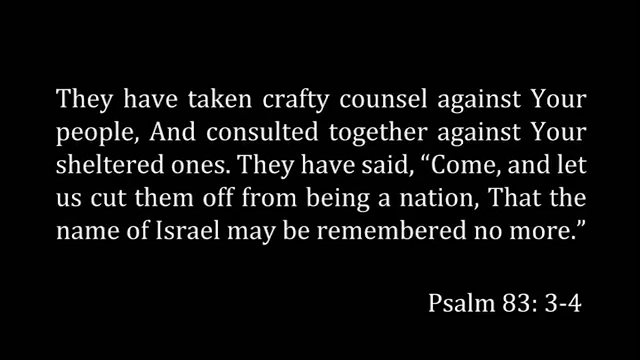 They have taken crafty counsel against Your
people, And consulted together against Your
sheltered ones. They have said, “Come, and let
us cut them off from being a nation, That the
name of Israel may be remembered no more.”
Psalm 83: 3-4